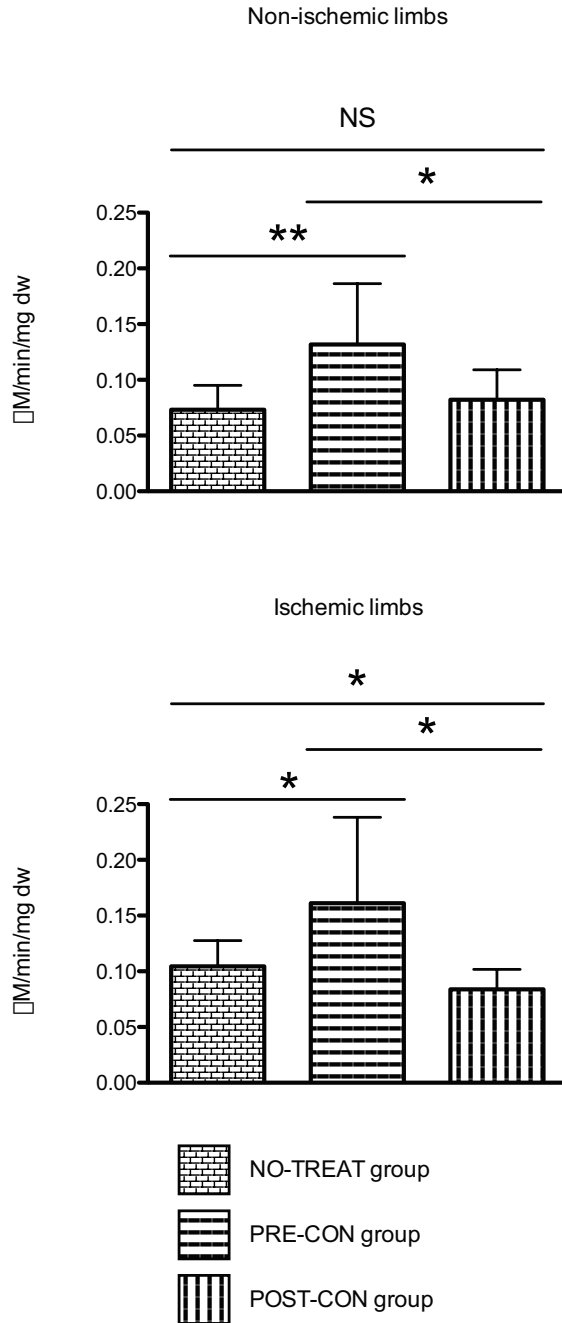 Non-ischemic limbs
NS
*
**
0.25
0.20
0.15
0.10
0.05
0.00
□M/min/mg dw
Ischemic limbs
*
*
*
0.25
0.20
0.15
0.10
0.05
0.00
□M/min/mg dw
NO-TREAT group
PRE-CON group
POST-CON group